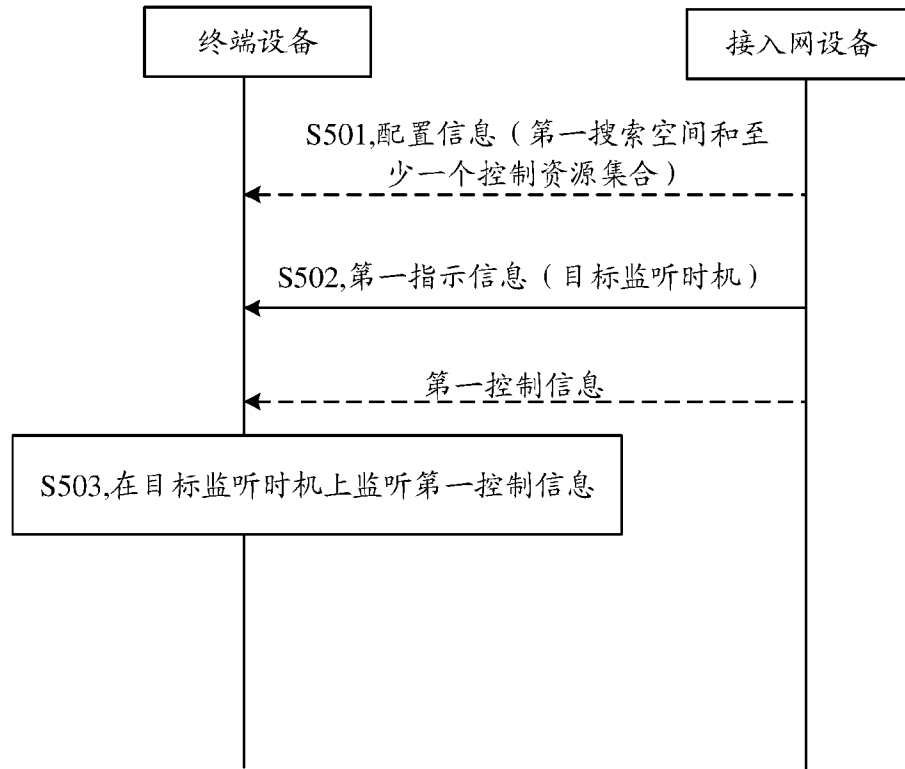 终端设备
接入网设备
S501,配置信息（第一搜索空间和至
少一个控制资源集合）
S502,第一指示信息（目标监听时机）
第一控制信息
S503,在目标监听时机上监听第一控制信息